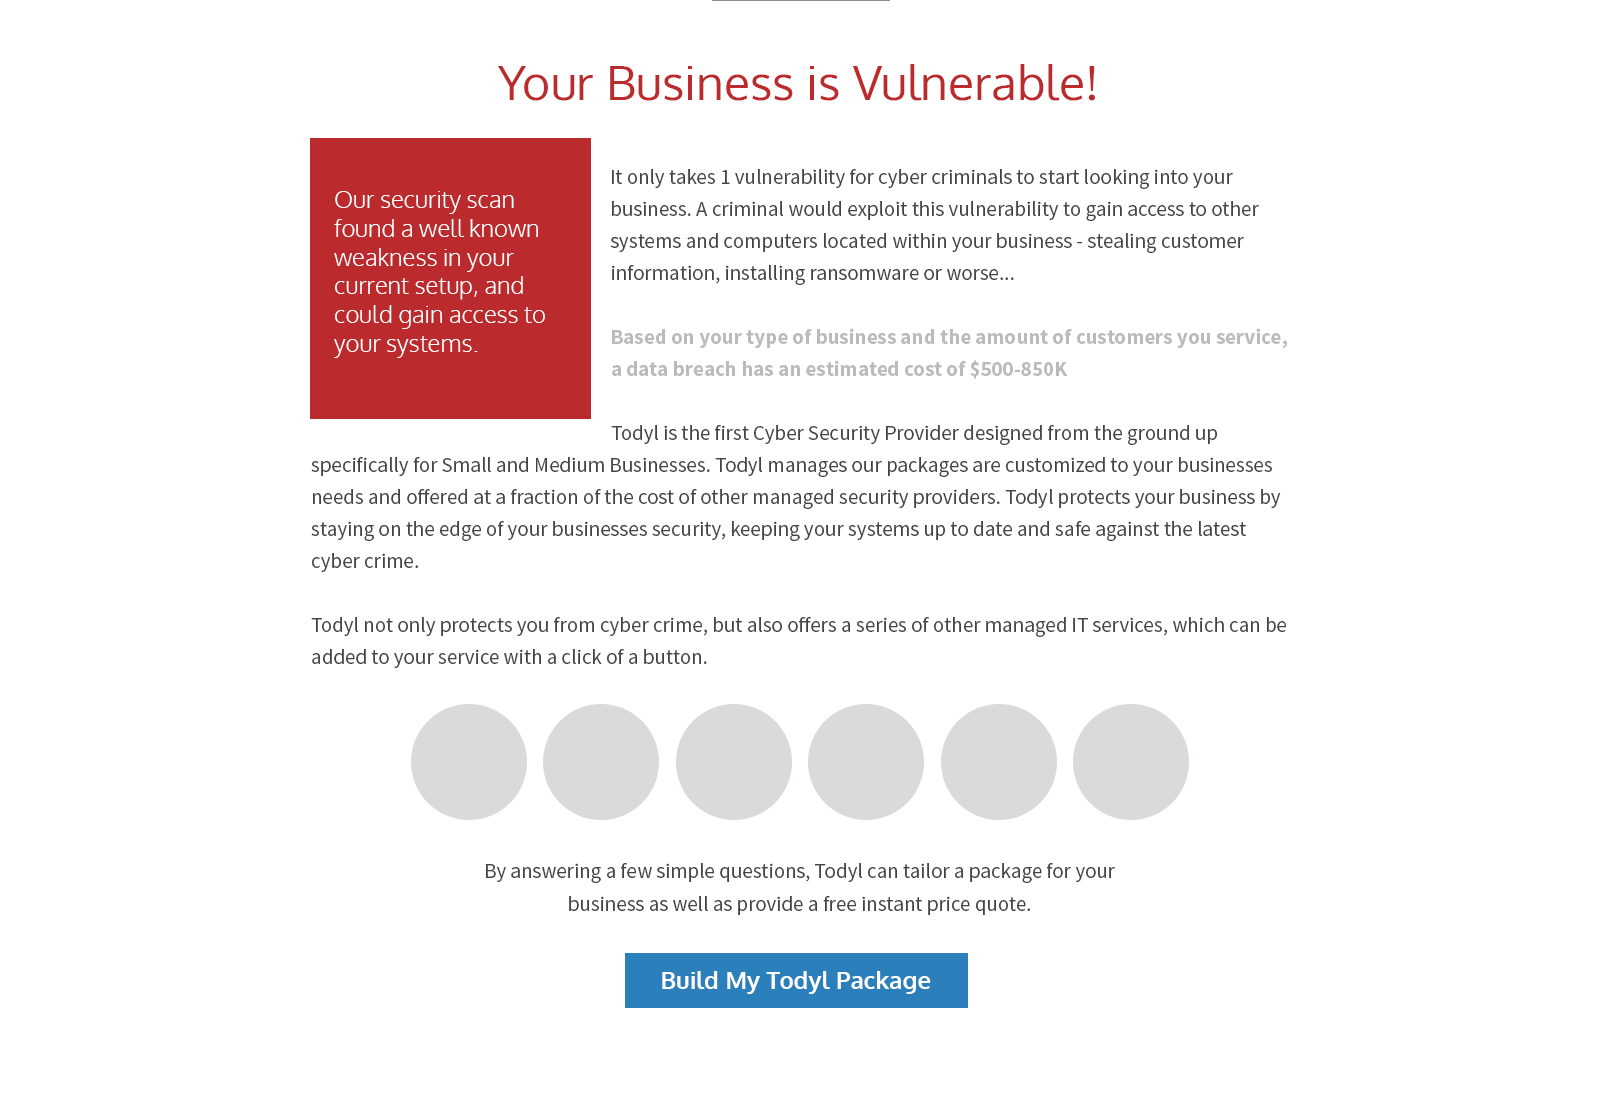 Your Business is Vulnerable!
Our security scan
found a well known
weakness in your
current setup, and
could gain access to
your systems.
It only takes 1 vulnerability for cyber criminals to start looking into your
business. A criminal would exploit this vulnerability to gain access to other
systems and computers located within your business - stealing customer
information, installing ransomware or worse...
Based on your type of business and the amount of customers you service,
a data breach has an estimated cost of $500-850K
Todyl is the first Cyber Security Provider designed from the ground up
specifically for Small and Medium Businesses. Todyl manages our packages are customized to your businesses
needs and offered at a fraction of the cost of other managed security providers. Todyl protects your business by
staying on the edge of your businesses security, keeping your systems up to date and safe against the latest
cyber crime.
Todyl not only protects you from cyber crime, but also offers a series of other managed IT services, which can be
added to your service with a click of a button.
By answering a few simple questions, Todyl can tailor a package for your
business as well as provide a free instant price quote.
Build My Todyl Package